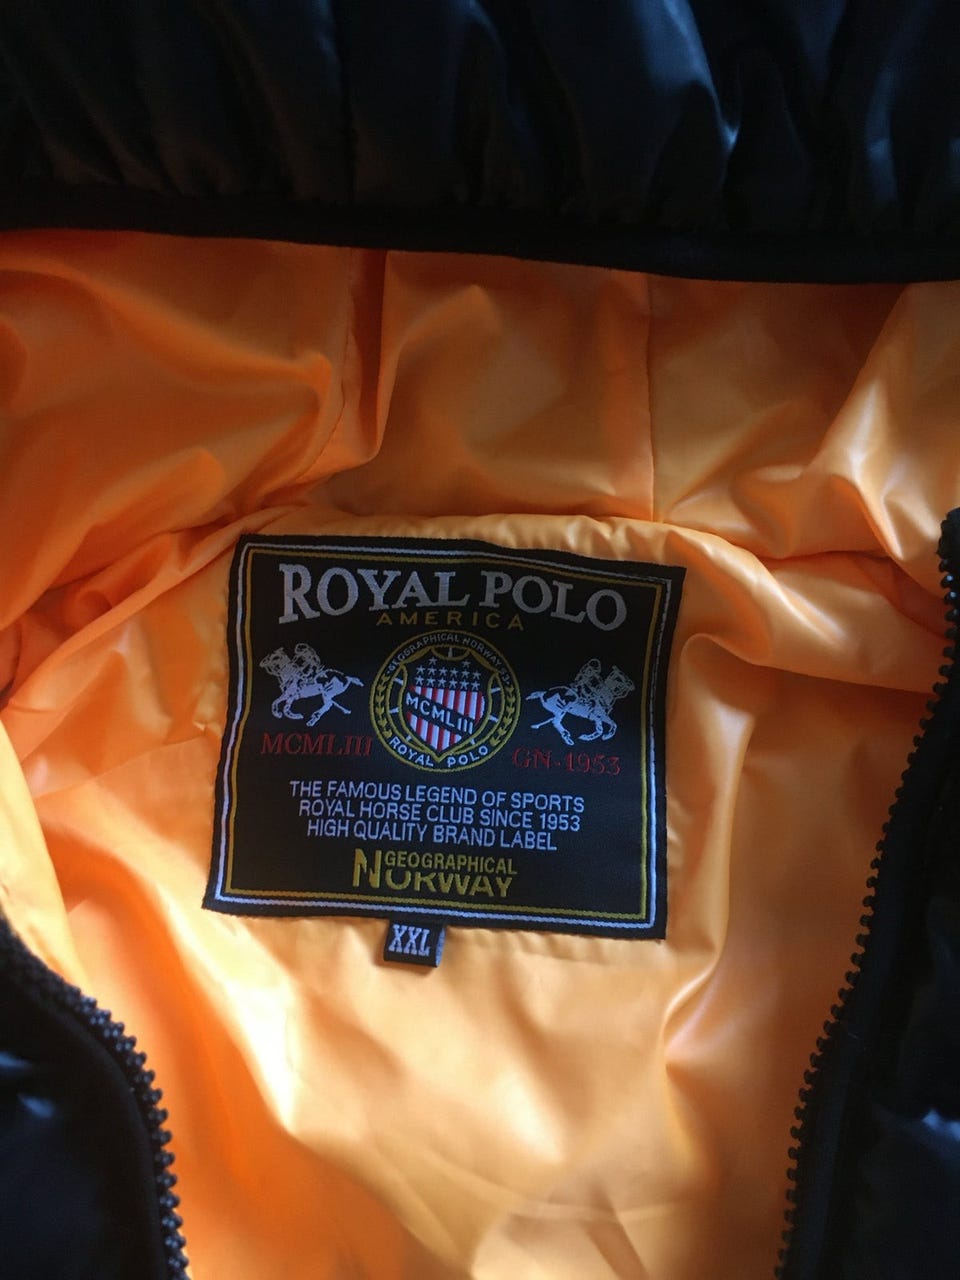 ROYAL POLO
AMERICA
GEOGRAPHICAL NORWAY
MCMLIII
ROYAL POLO
MCMLIII
GN-1953
THE FAMOUS LEGEND OF SPORTS
ROYAL HORSE CLUB SINCE 1953
HIGH QUALITY BRAND LABEL
GEOGRAPHICAL
NORWAY
XXL